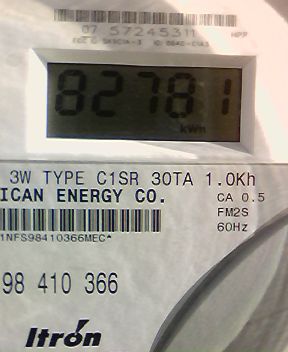 07 57245311
82781
kWh
3W TYPE C1SR 30TA 1.0Kh
ICAN ENERGY CO.
CA 0.5
FM2S
60Hz
1NFS98410366MEC*
98 410 366
Itron